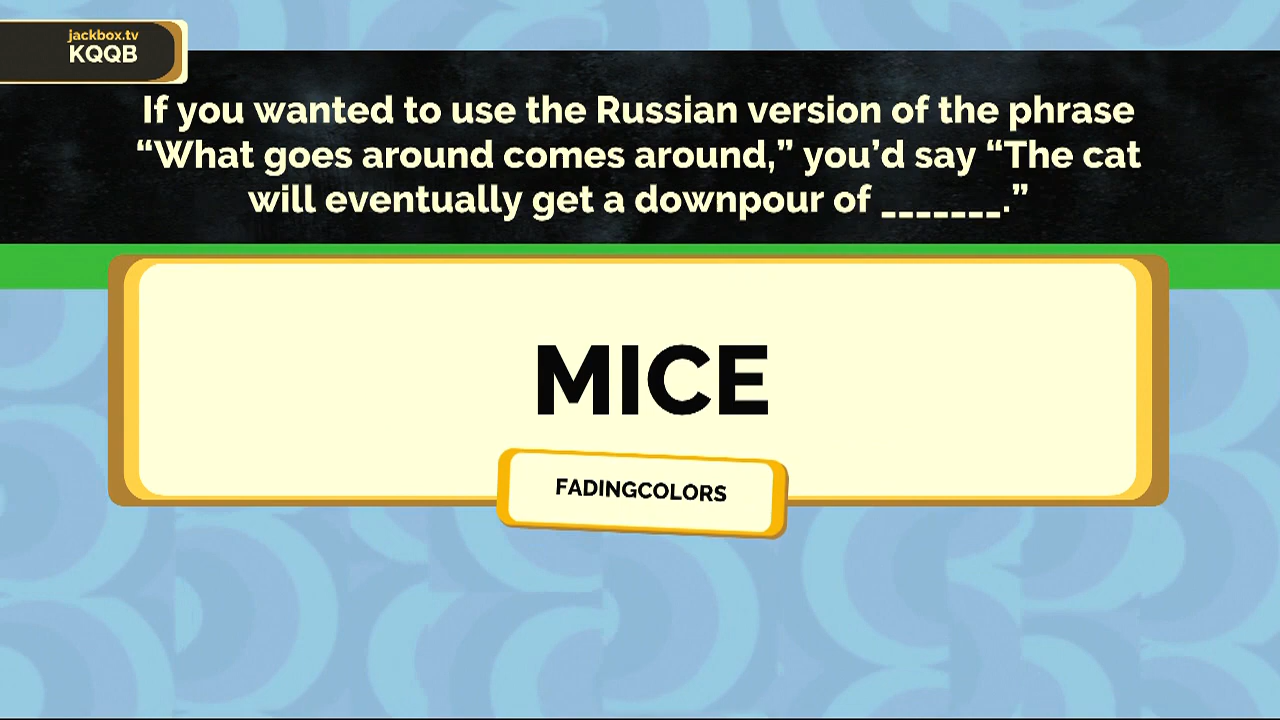 jackbox.tv
KQQB
If you wanted to use the Russian version of the phrase
“What goes around comes around,” you’d say “The cat
will eventually get a downpour of _______.”
MICE
FADINGCOLORS